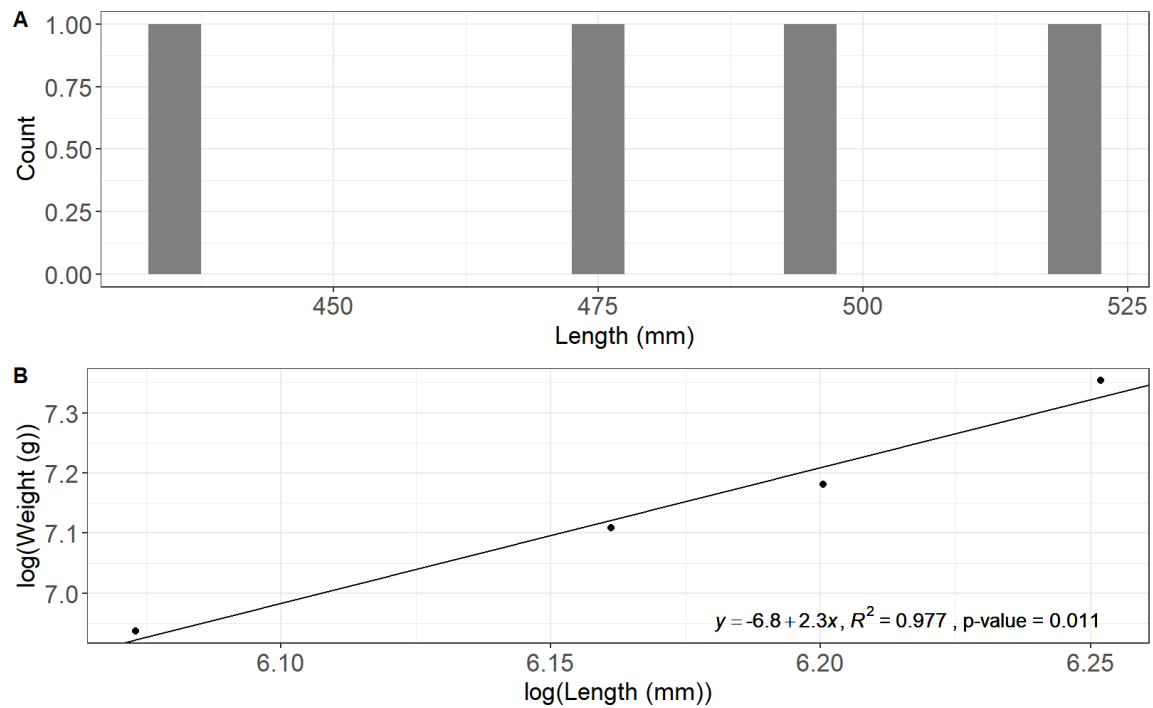 A
1.00
0.75
0.50
0.25
0.00
Count
450 475 500 525
Length (mm)
B
7.3
7.2
7.1
7.0
log(Weight (g))
y = -6.8 + 2.3x, R² = 0.977 , p-value = 0.011
6.10 6.15 6.20 6.25
log(Length (mm))